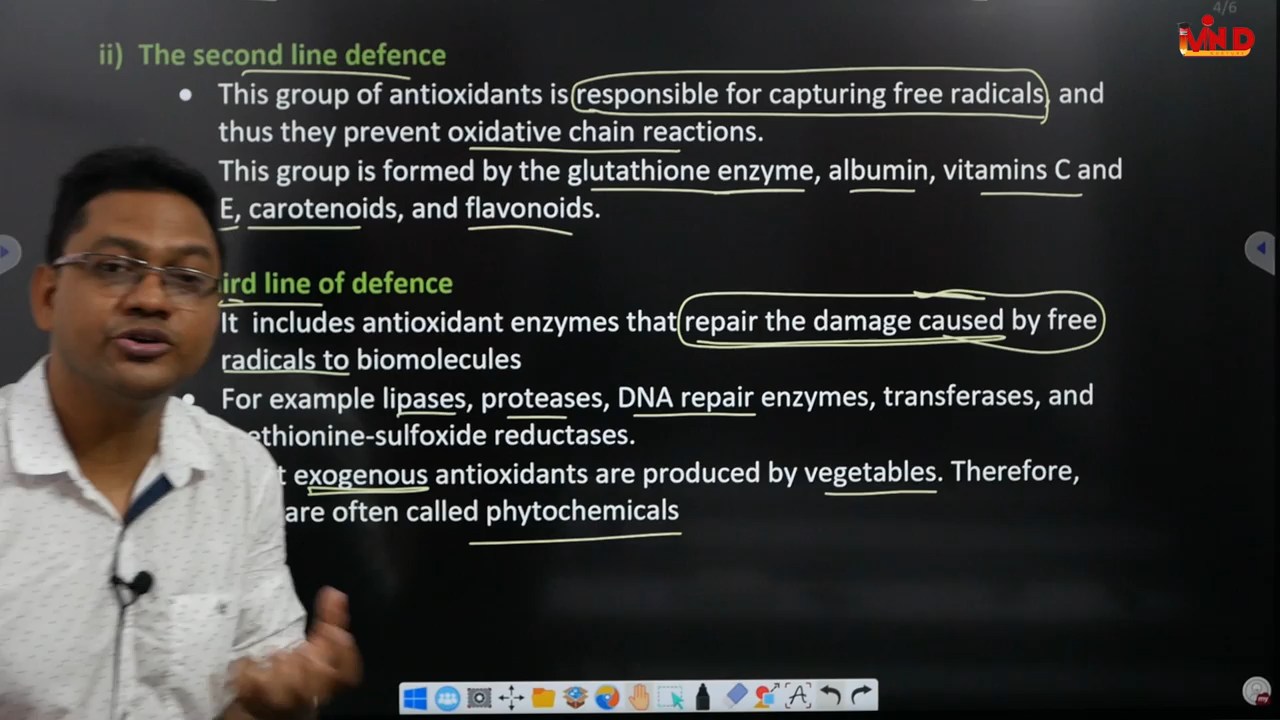 4/6
MIND
ii) The second line defence
• This group of antioxidants is responsible for capturing free radicals, and
thus they prevent oxidative chain reactions.
This group is formed by the glutathione enzyme, albumin, vitamins C and
E, carotenoids, and flavonoids.
ird line of defence
It includes antioxidant enzymes that repair the damage caused by free
radicals to biomolecules
• For example lipases, proteases, DNA repair enzymes, transferases, and
ethionine-sulfoxide reductases.
t exogenous antioxidants are produced by vegetables. Therefore,
are often called phytochemicals
A